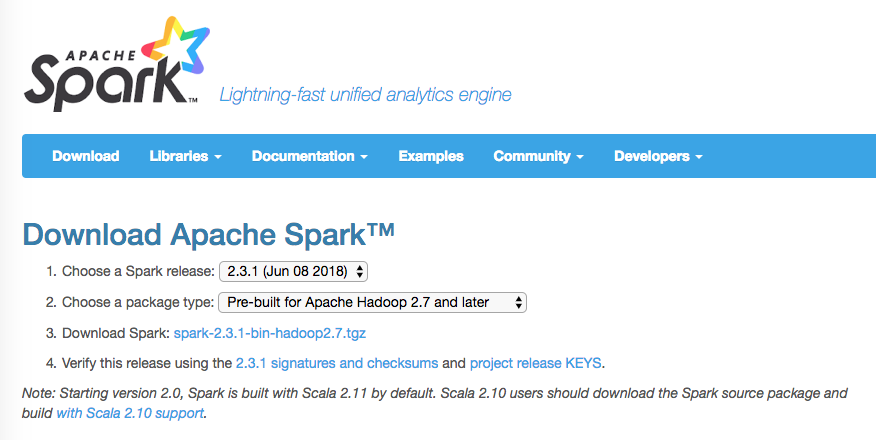 APACHE
Spark™ Lightning-fast unified analytics engine
Download Libraries Documentation Examples Community Developers
Download Apache Spark™
1. Choose a Spark release: 2.3.1 (Jun 08 2018)
2. Choose a package type: Pre-built for Apache Hadoop 2.7 and later
3. Download Spark: spark-2.3.1-bin-hadoop2.7.tgz
4. Verify this release using the 2.3.1 signatures and checksums and project release KEYS.
Note: Starting version 2.0, Spark is built with Scala 2.11 by default. Scala 2.10 users should download the Spark source package and
build with Scala 2.10 support.